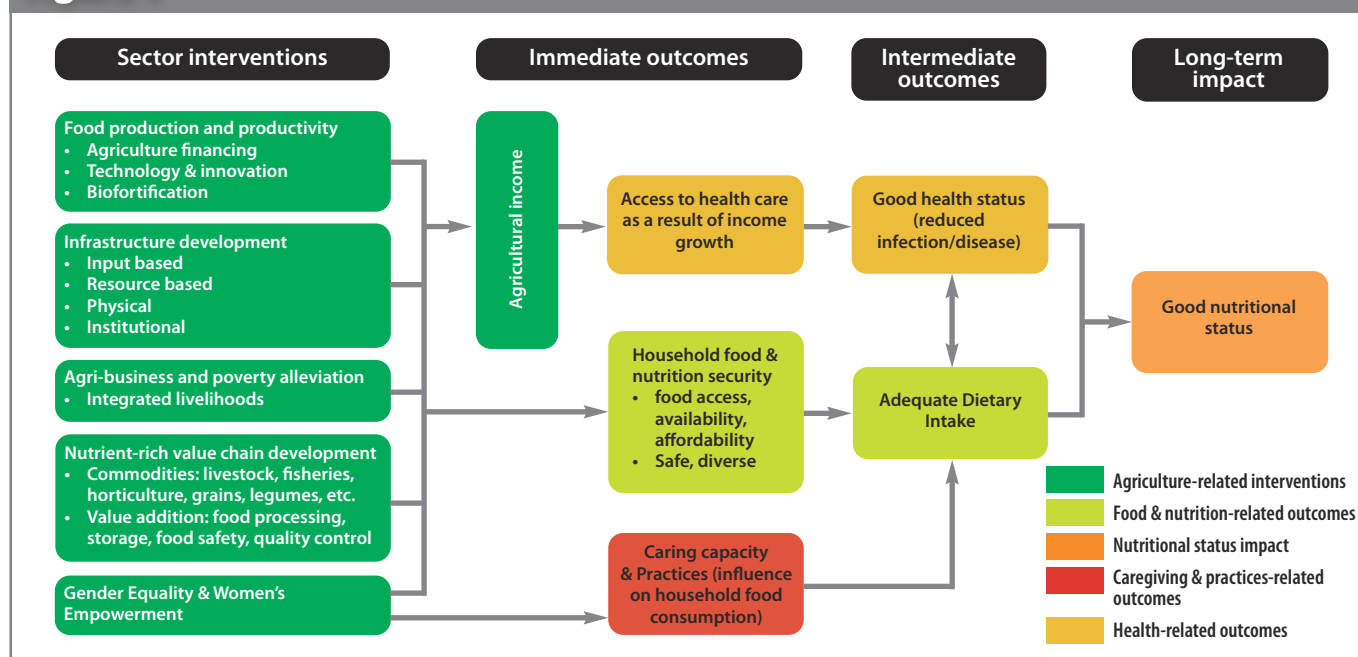 Sector interventions
Immediate outcomes
Intermediate
outcomes
Long-term
impact
Food production and productivity
• Agriculture financing
• Technology & innovation
• Biofortification
Infrastructure development
• Input based
• Resource based
• Physical
• Institutional
Agri-business and poverty alleviation
• Integrated livelihoods
Nutrient-rich value chain development
• Commodities: livestock, fisheries,
horticulture, grains, legumes, etc.
• Value addition: food processing,
storage, food safety, quality control
Gender Equality & Women's
Empowerment
Agricultural income
Access to health care
as a result of income
growth
Household food &
nutrition security
• food access,
availability,
affordability
• Safe, diverse
Caring capacity
& Practices (influence
on household food
consumption)
Good health status
(reduced
infection/disease)
Adequate Dietary
Intake
Good nutritional
status
Agriculture-related interventions
Food & nutrition-related outcomes
Nutritional status impact
Caregiving & practices-related
outcomes
Health-related outcomes